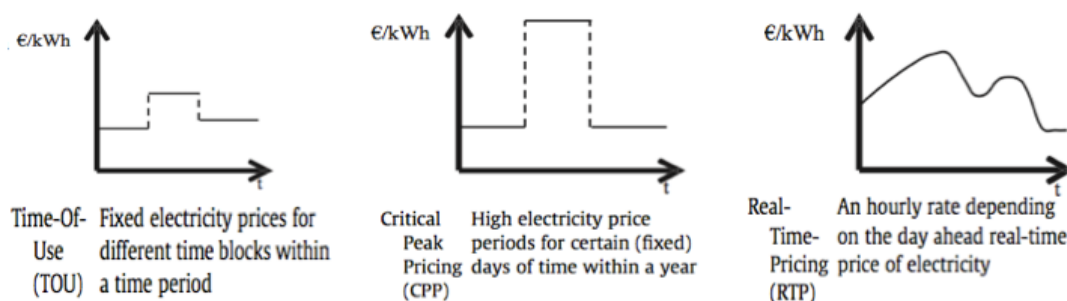 €/kWh
t
Time-Of- Fixed electricity prices for
Use different time blocks within
(TOU) a time period
€/kWh
t
Critical High electricity price
Peak periods for certain (fixed)
Pricing days of time within a year
(CPP)
€/kWh
t
Real- An hourly rate depending
Time- on the day ahead real-time
Pricing price of electricity
(RTP)